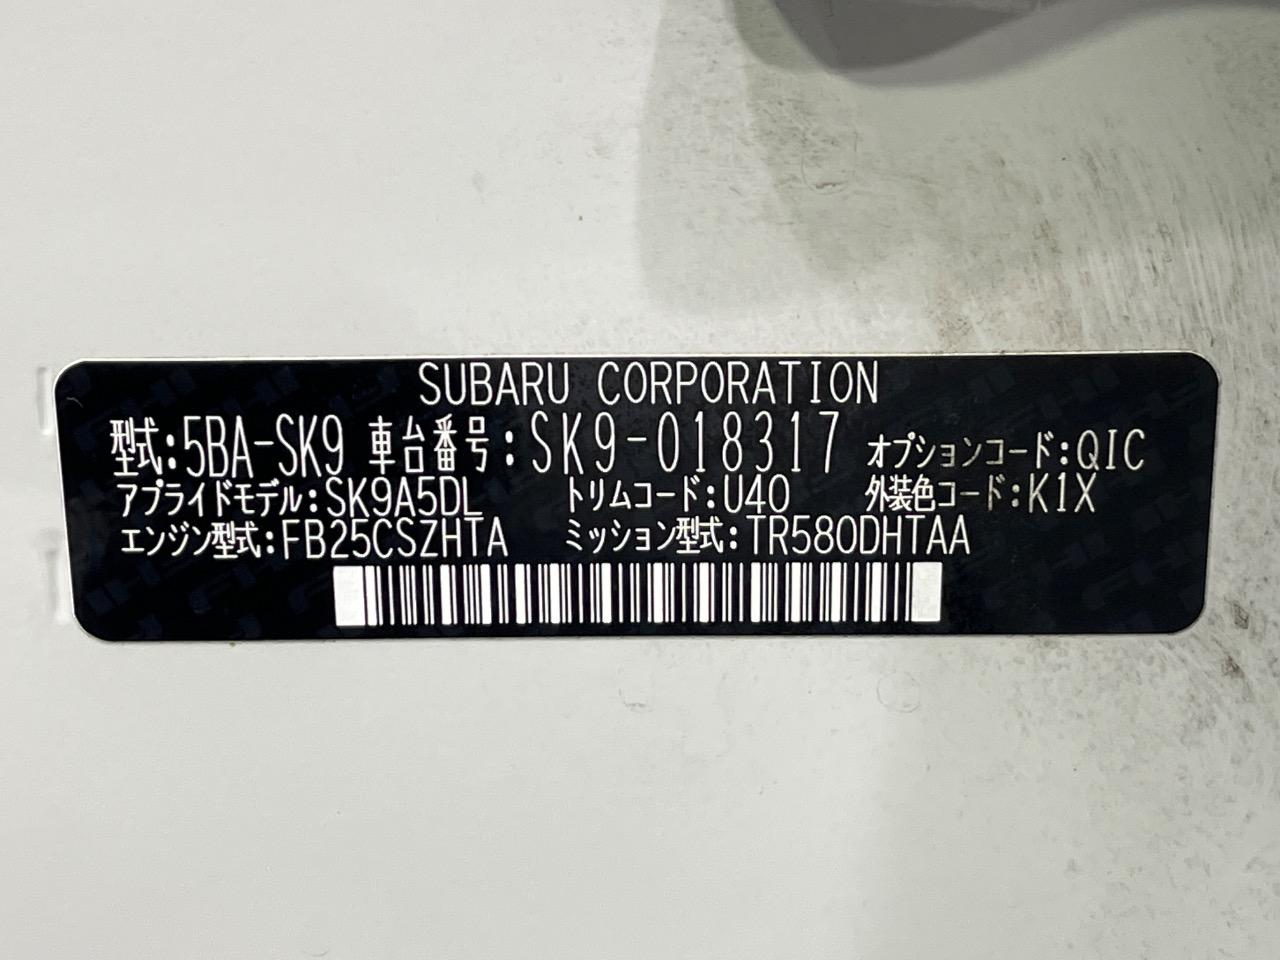 SUBARU CORPORATION
型式:5BA-SK9 車台番号:SK9-018317 オプションコード:QIC
アプライドモデル:SK9A5DL トリムコード:U40 外装色コード:K1X
エンジン型式:FB25CSZHTA ミッション型式:TR580DHTAA